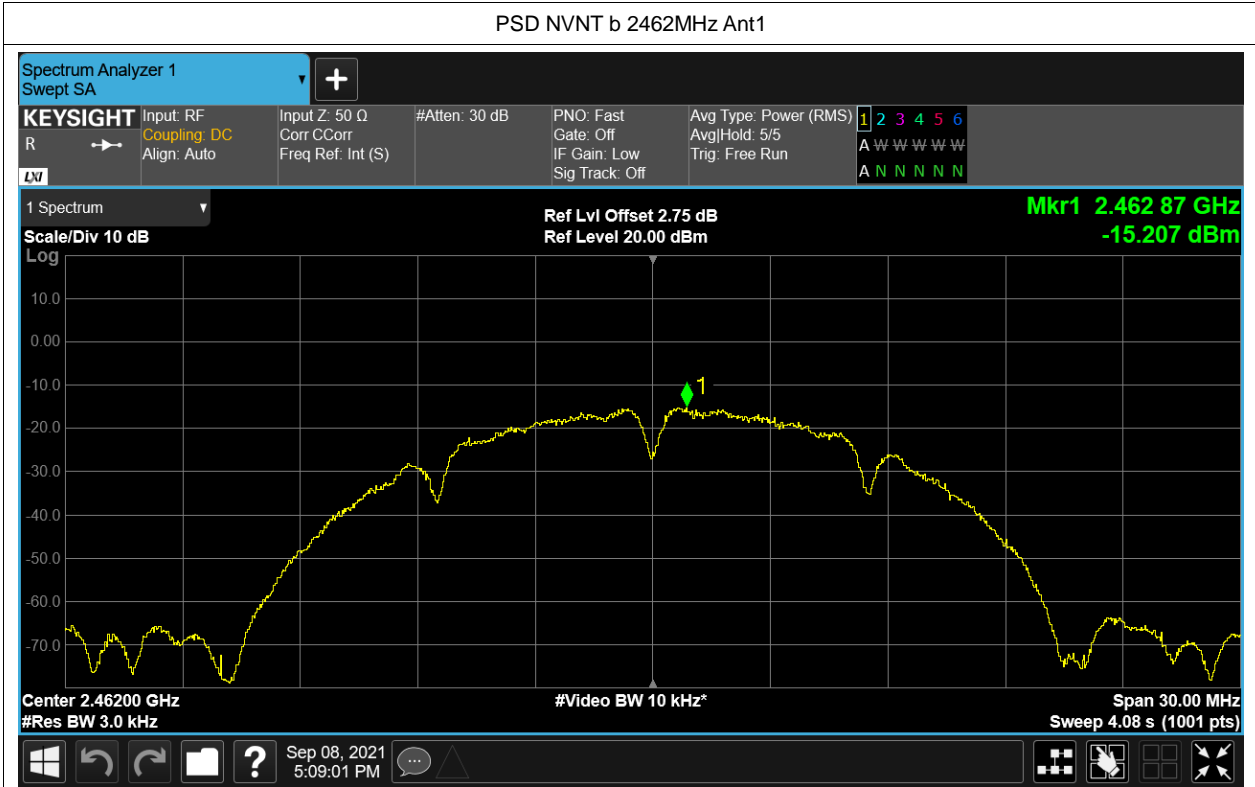 PSD NVNT b 2462MHz Ant1
Spectrum Analyzer 1
Swept SA
KEYSIGHT
R
LXI
Input: RF
Coupling: DC
Align: Auto
Input Z: 50 Ω
Corr CCorr
Freq Ref: Int (S)
#Atten: 30 dB
PNO: Fast
Gate: Off
IF Gain: Low
Sig Track: Off
Avg Type: Power (RMS)
Avg|Hold: 5/5
Trig: Free Run
1 2 3 4 5 6
A W W W W W
A N N N N N
1 Spectrum
Scale/Div 10 dB
Log
Ref Lvl Offset 2.75 dB
Ref Level 20.00 dBm
Mkr1 2.462 87 GHz
-15.207 dBm
10.0
0.00
-10.0
-20.0
-30.0
-40.0
-50.0
-60.0
-70.0
1
Center 2.46200 GHz
#Res BW 3.0 kHz
#Video BW 10 kHz*
Span 30.00 MHz
Sweep 4.08 s (1001 pts)
?
Sep 08, 2021
5:09:01 PM